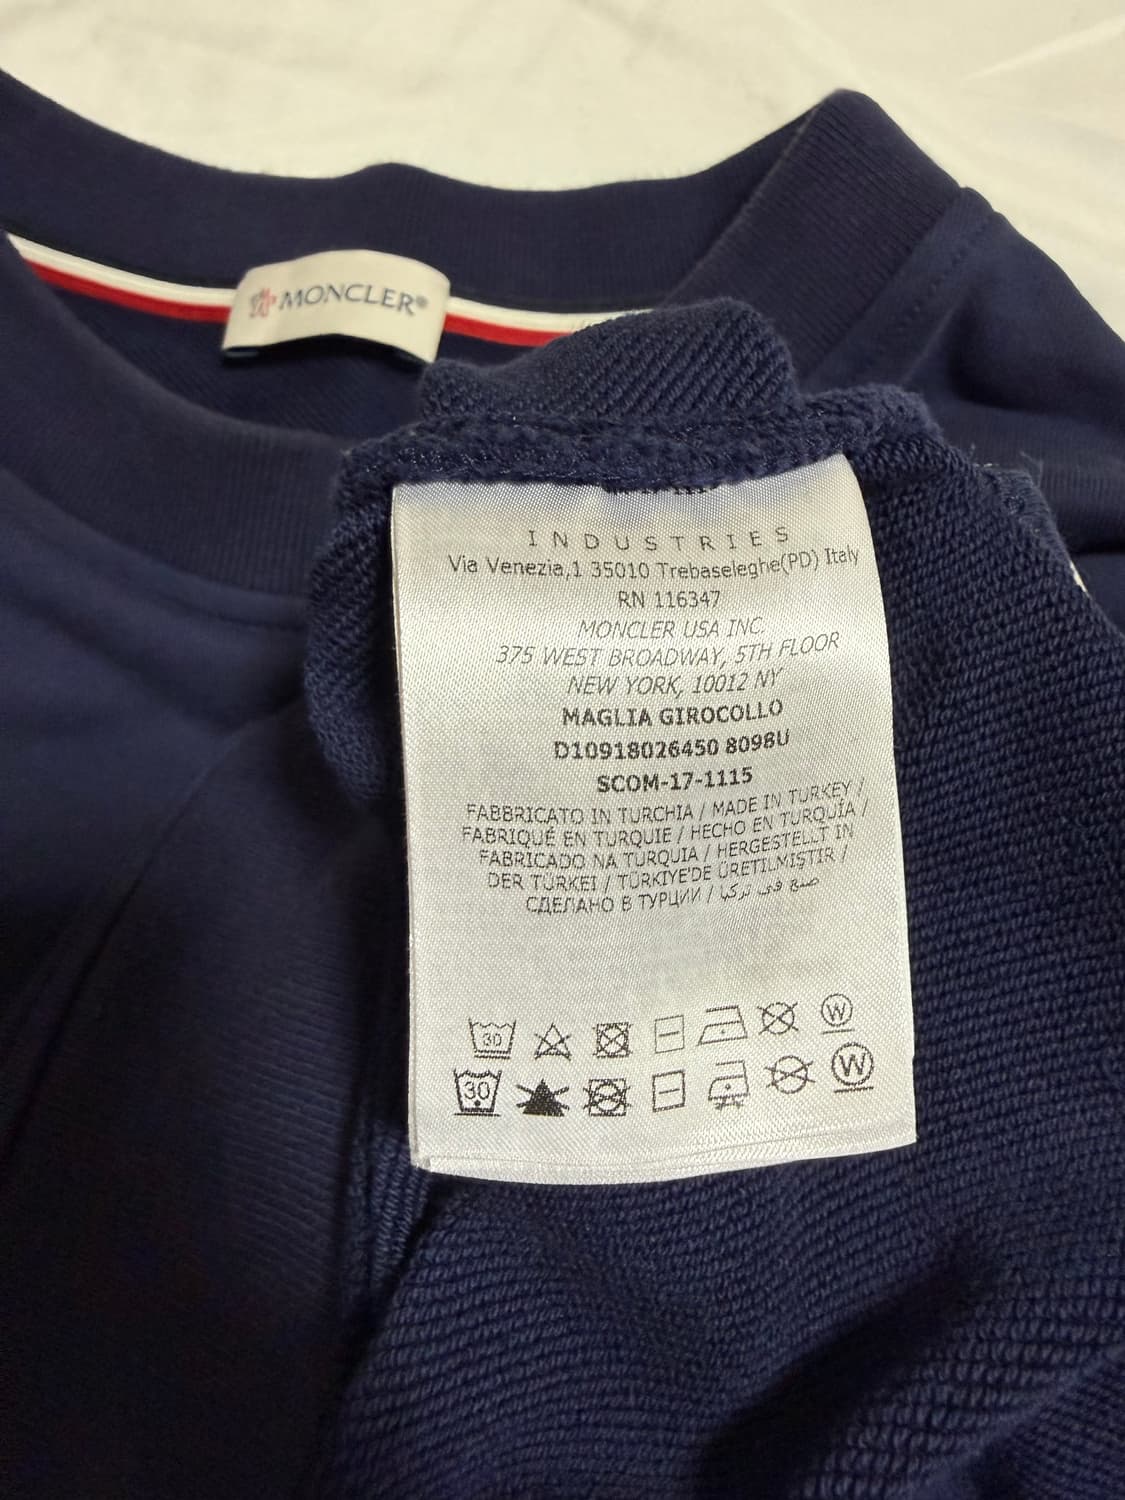 MONCLER®
INDUSTRIES
Via Venezia,1 35010 Trebaseleghe(PD) Italy
RN 116347
MONCLER USA INC.
375 WEST BROADWAY, 5TH FLOOR
NEW YORK, 10012 NY
MAGLIA GIROCOLLO
D10918026450 8098U
SCOM-17-1115
FABBRICATO IN TURCHIA / MADE IN TURKEY /
FABRIQUÉ EN TURQUIE / HECHO EN TURQUÍA /
FABRICADO NA TURQUIA / HERGESTELLT IN
DER TÜRKEI / TÜRKIYE'DE ÜRETILMIŞTIR /
СДЕЛАНО В ТУРЦИИ / صنع في تركيا
30 W
30 W